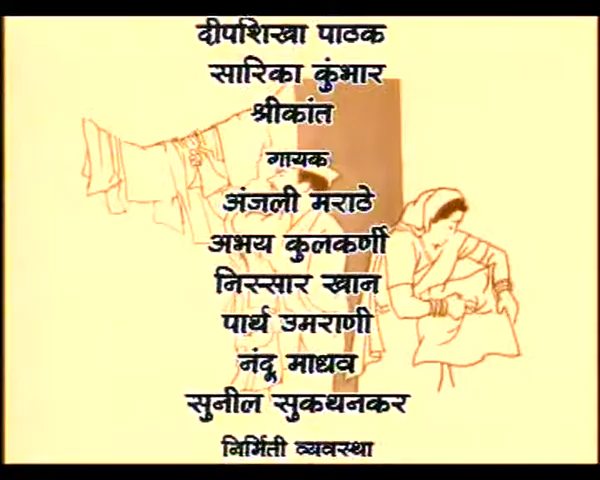 दीपशिखा पाठक
सारिका कुंभार
श्रीकांत
गायक
अंजली मराठे
अभय कुलकर्णी
निस्सार खान
पार्थ उमराणी
नंदू माधव
सुनील सुकथनकर
निर्मिती व्यवस्था